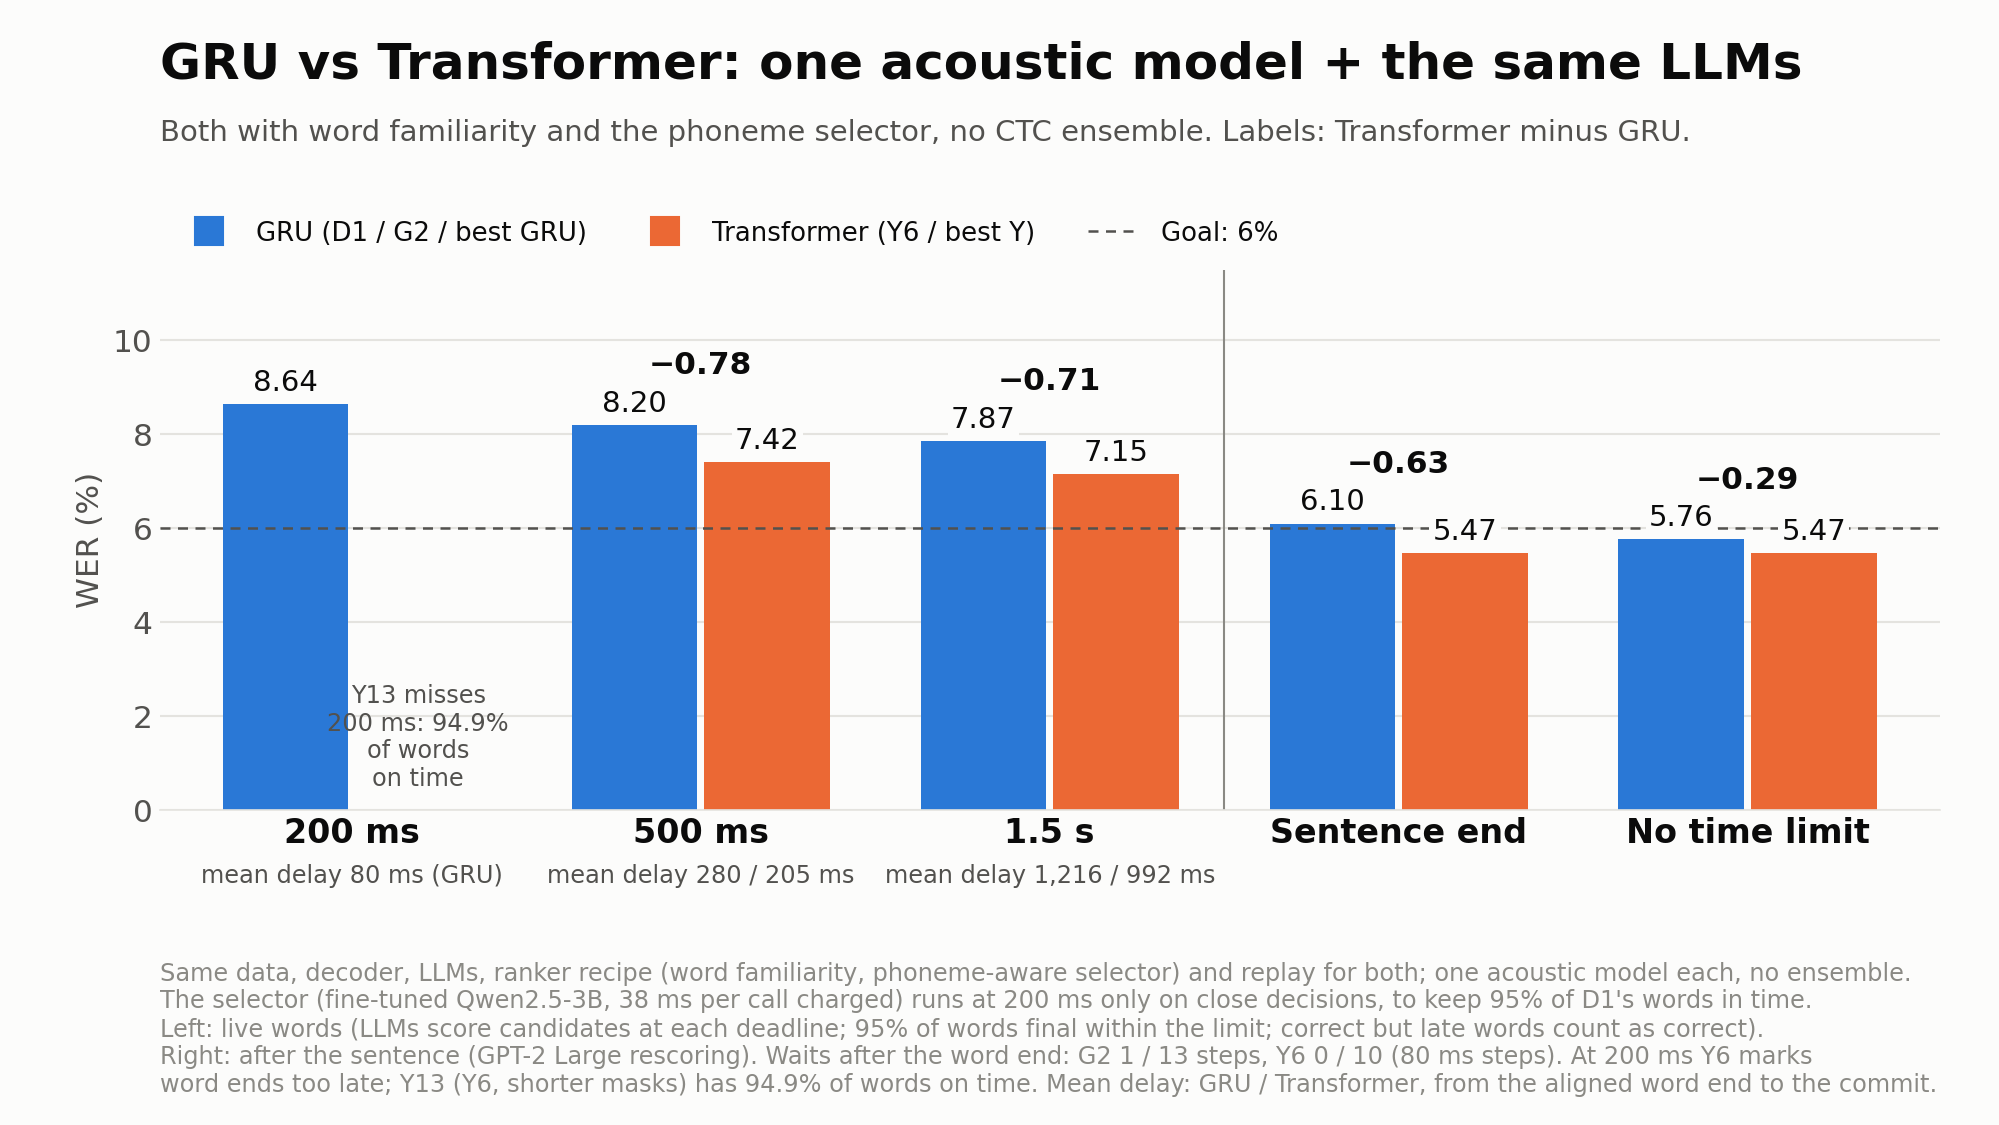 GRU vs Transformer: one acoustic model + the same LLMs
Both with word familiarity and the phoneme selector, no CTC ensemble. Labels: Transformer minus GRU.
GRU (D1 / G2 / best GRU)
Transformer (Y6 / best Y)
Goal: 6%
WER (%)
10
8
6
4
2
0
8.64
Y13 misses
200 ms: 94.9%
of words
on time
−0.78
8.20
7.42
−0.71
7.87
7.15
−0.63
6.10
5.47
−0.29
5.76
5.47
200 ms
500 ms
1.5 s
Sentence end
No time limit
mean delay 80 ms (GRU)
mean delay 280 / 205 ms
mean delay 1,216 / 992 ms
Same data, decoder, LLMs, ranker recipe (word familiarity, phoneme-aware selector) and replay for both; one acoustic model each, no ensemble.
The selector (fine-tuned Qwen2.5-3B, 38 ms per call charged) runs at 200 ms only on close decisions, to keep 95% of D1's words in time.
Left: live words (LLMs score candidates at each deadline; 95% of words final within the limit; correct but late words count as correct).
Right: after the sentence (GPT-2 Large rescoring). Waits after the word end: G2 1 / 13 steps, Y6 0 / 10 (80 ms steps). At 200 ms Y6 marks
word ends too late; Y13 (Y6, shorter masks) has 94.9% of words on time. Mean delay: GRU / Transformer, from the aligned word end to the commit.